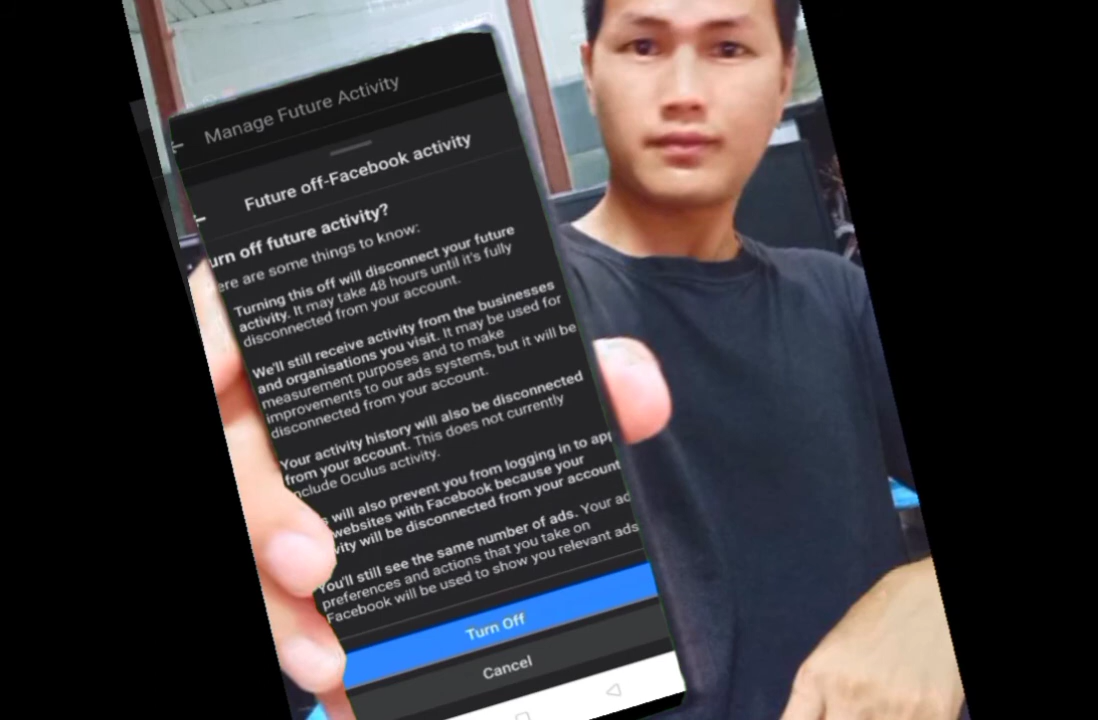 Manage Future Activity
Future off-Facebook activity
urn off future activity?
ere are some things to know:
Turning this off will disconnect your future
activity. It may take 48 hours until it's fully
disconnected from your account.
We'll still receive activity from the businesses
and organisations you visit. It may be used for
measurement purposes and to make
improvements to our ads systems, but it will be
disconnected from your account.
Your activity history will also be disconnected
from your account. This does not currently
nclude Oculus activity.
s will also prevent you from logging in to app
websites with Facebook because your
vity will be disconnected from your account
You'll still see the same number of ads. Your ad
preferences and actions that you take on
Facebook will be used to show you relevant ads
Turn Off
Cancel